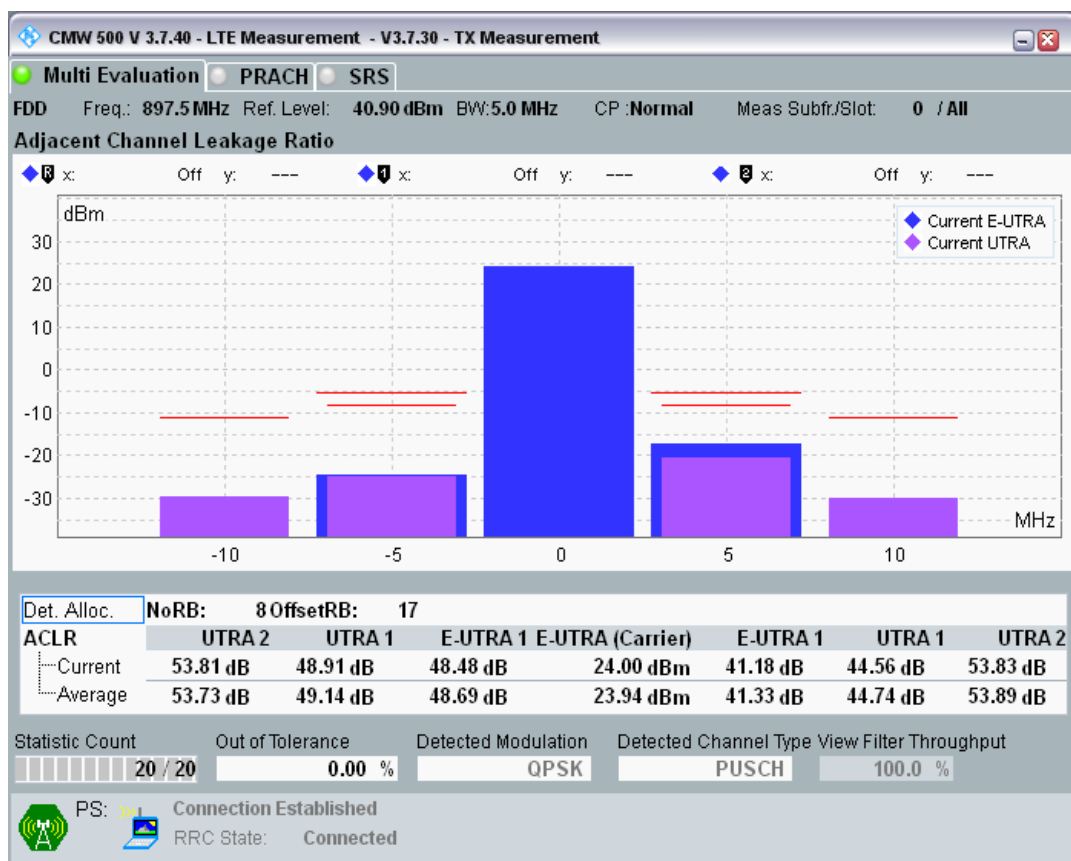 CMW 500 V 3.7.40 - LTE Measurement - V3.7.30 - TX Measurement
Multi Evaluation PRACH SRS
FDD Freq.: 897.5 MHz Ref. Level: 40.90 dBm BW:5.0 MHz CP :Normal Meas Subfr./Slot: 0 / All
Adjacent Channel Leakage Ratio
R x: Off y: --- 1 x: Off y: --- 2 x: Off y: ---
dBm
Current E-UTRA
Current UTRA
30
20
10
0
-10
-20
-30
MHz
-10 -5 0 5 10
Det. Alloc. NoRB: 8 OffsetRB: 17
ACLR UTRA 2 UTRA 1 E-UTRA 1 E-UTRA (Carrier) E-UTRA 1 UTRA 1 UTRA 2
Current 53.81 dB 48.91 dB 48.48 dB 24.00 dBm 41.18 dB 44.56 dB 53.83 dB
Average 53.73 dB 49.14 dB 48.69 dB 23.94 dBm 41.33 dB 44.74 dB 53.89 dB
Statistic Count Out of Tolerance Detected Modulation Detected Channel Type View Filter Throughput
20 / 20 0.00 % QPSK PUSCH 100.0 %
PS: Connection Established
RRC State: Connected